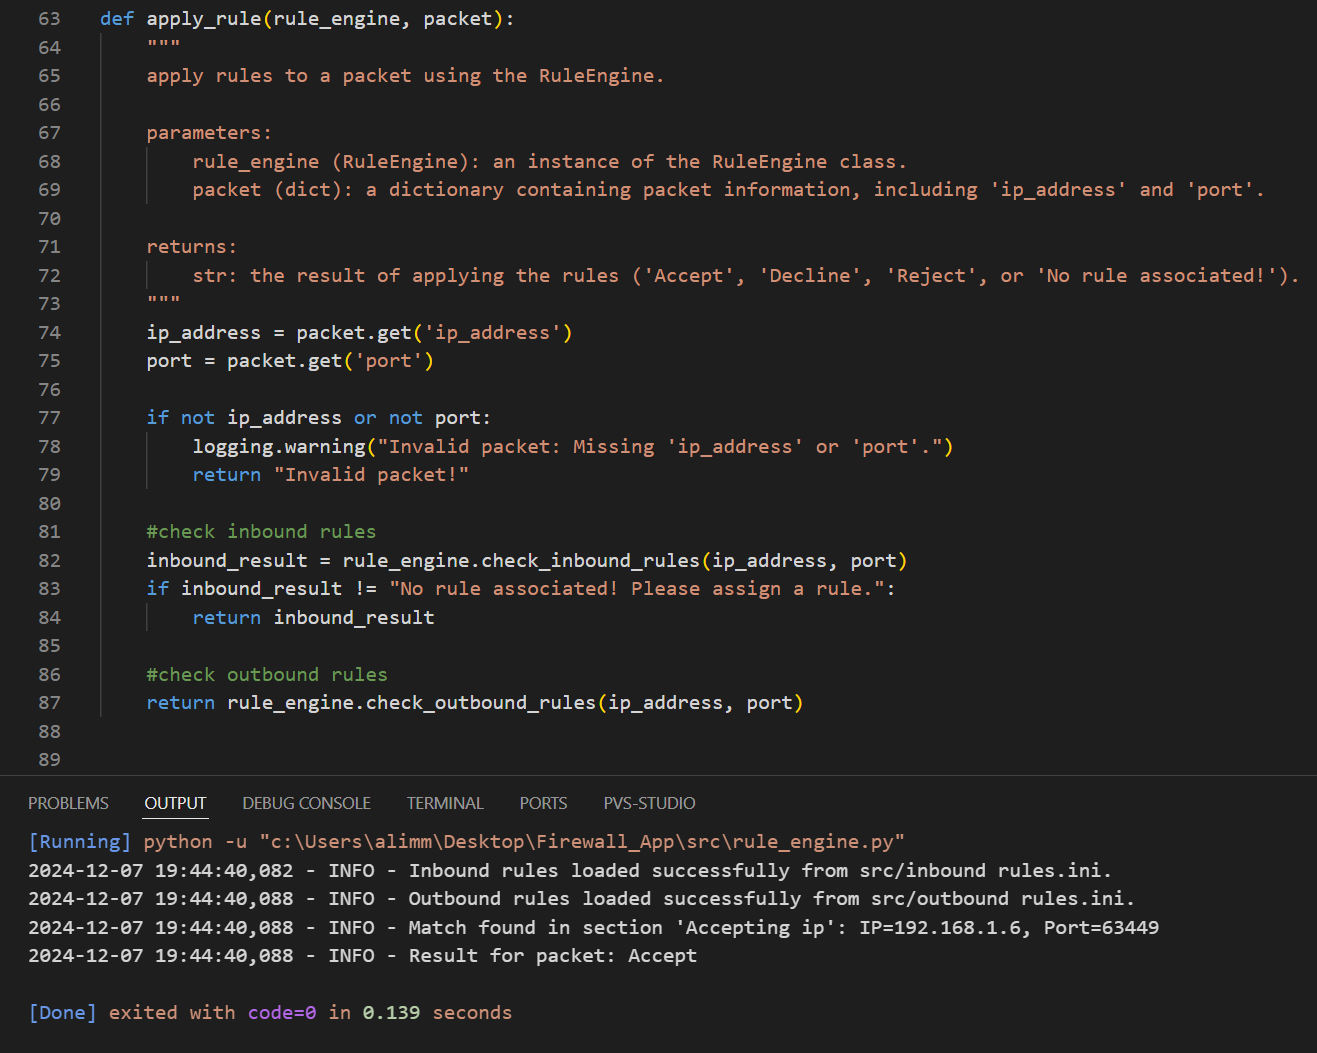 63 def apply_rule(rule_engine, packet):
64     """
65     apply rules to a packet using the RuleEngine.
66
67     parameters:
68         rule_engine (RuleEngine): an instance of the RuleEngine class.
69         packet (dict): a dictionary containing packet information, including 'ip_address' and 'port'.
70
71     returns:
72         str: the result of applying the rules ('Accept', 'Decline', 'Reject', or 'No rule associated!').
73     """
74     ip_address = packet.get('ip_address')
75     port = packet.get('port')
76
77     if not ip_address or not port:
78         logging.warning("Invalid packet: Missing 'ip_address' or 'port'.")
79         return "Invalid packet!"
80
81     #check inbound rules
82     inbound_result = rule_engine.check_inbound_rules(ip_address, port)
83     if inbound_result != "No rule associated! Please assign a rule.":
84         return inbound_result
85
86     #check outbound rules
87     return rule_engine.check_outbound_rules(ip_address, port)
88
89
PROBLEMS OUTPUT DEBUG CONSOLE TERMINAL PORTS PVS-STUDIO
[Running] python -u "c:\Users\alimm\Desktop\Firewall_App\src\rule_engine.py"
2024-12-07 19:44:40,082 - INFO - Inbound rules loaded successfully from src/inbound rules.ini.
2024-12-07 19:44:40,088 - INFO - Outbound rules loaded successfully from src/outbound rules.ini.
2024-12-07 19:44:40,088 - INFO - Match found in section 'Accepting ip': IP=192.168.1.6, Port=63449
2024-12-07 19:44:40,088 - INFO - Result for packet: Accept
[Done] exited with code=0 in 0.139 seconds